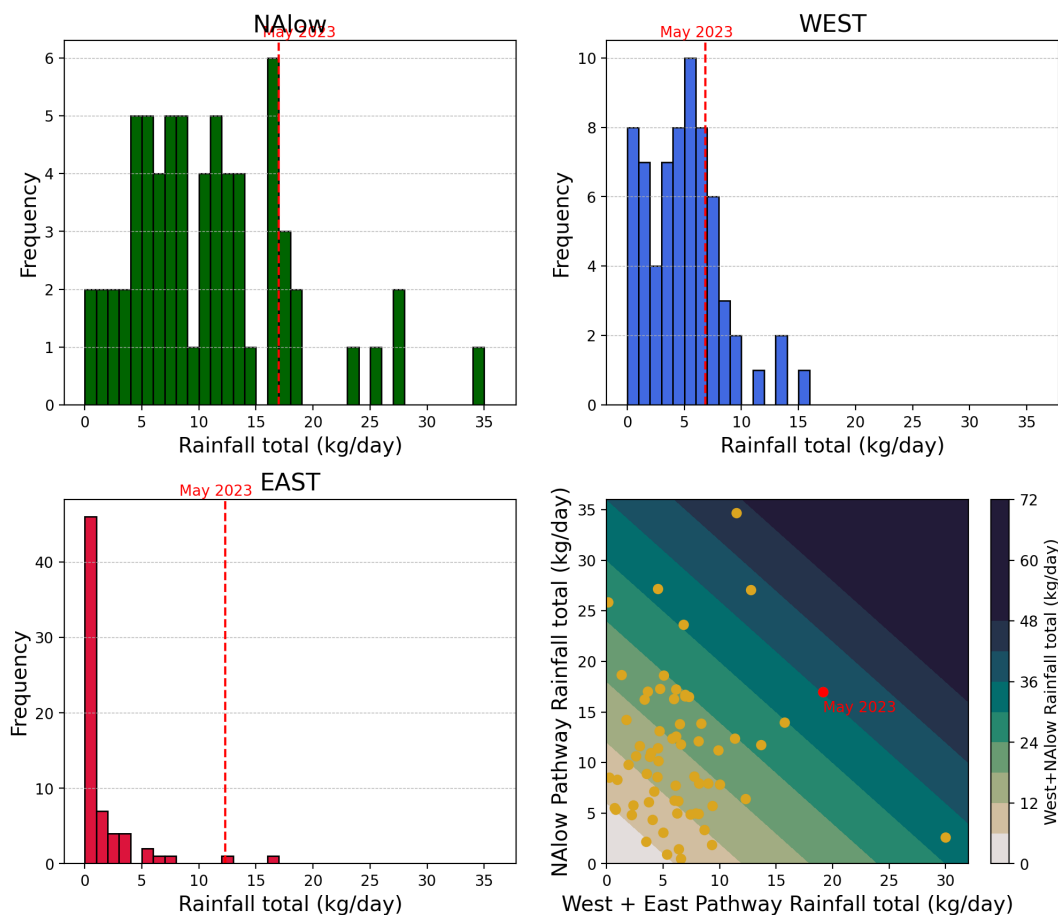 NAlow
May 2023
6
5
4
3
2
1
0
Frequency
0 5 10 15 20 25 30 35
Rainfall total (kg/day)
WEST
May 2023
10
8
6
4
2
0
Frequency
0 5 10 15 20 25 30 35
Rainfall total (kg/day)
EAST
May 2023
40
30
20
10
0
Frequency
0 5 10 15 20 25 30 35
Rainfall total (kg/day)
35
30
25
20
15
10
5
0
NAlow Pathway Rainfall total (kg/day)
May 2023
0 5 10 15 20 25 30
West + East Pathway Rainfall total (kg/day)
72
60
48
36
24
12
0
West+NAlow Rainfall total (kg/day)